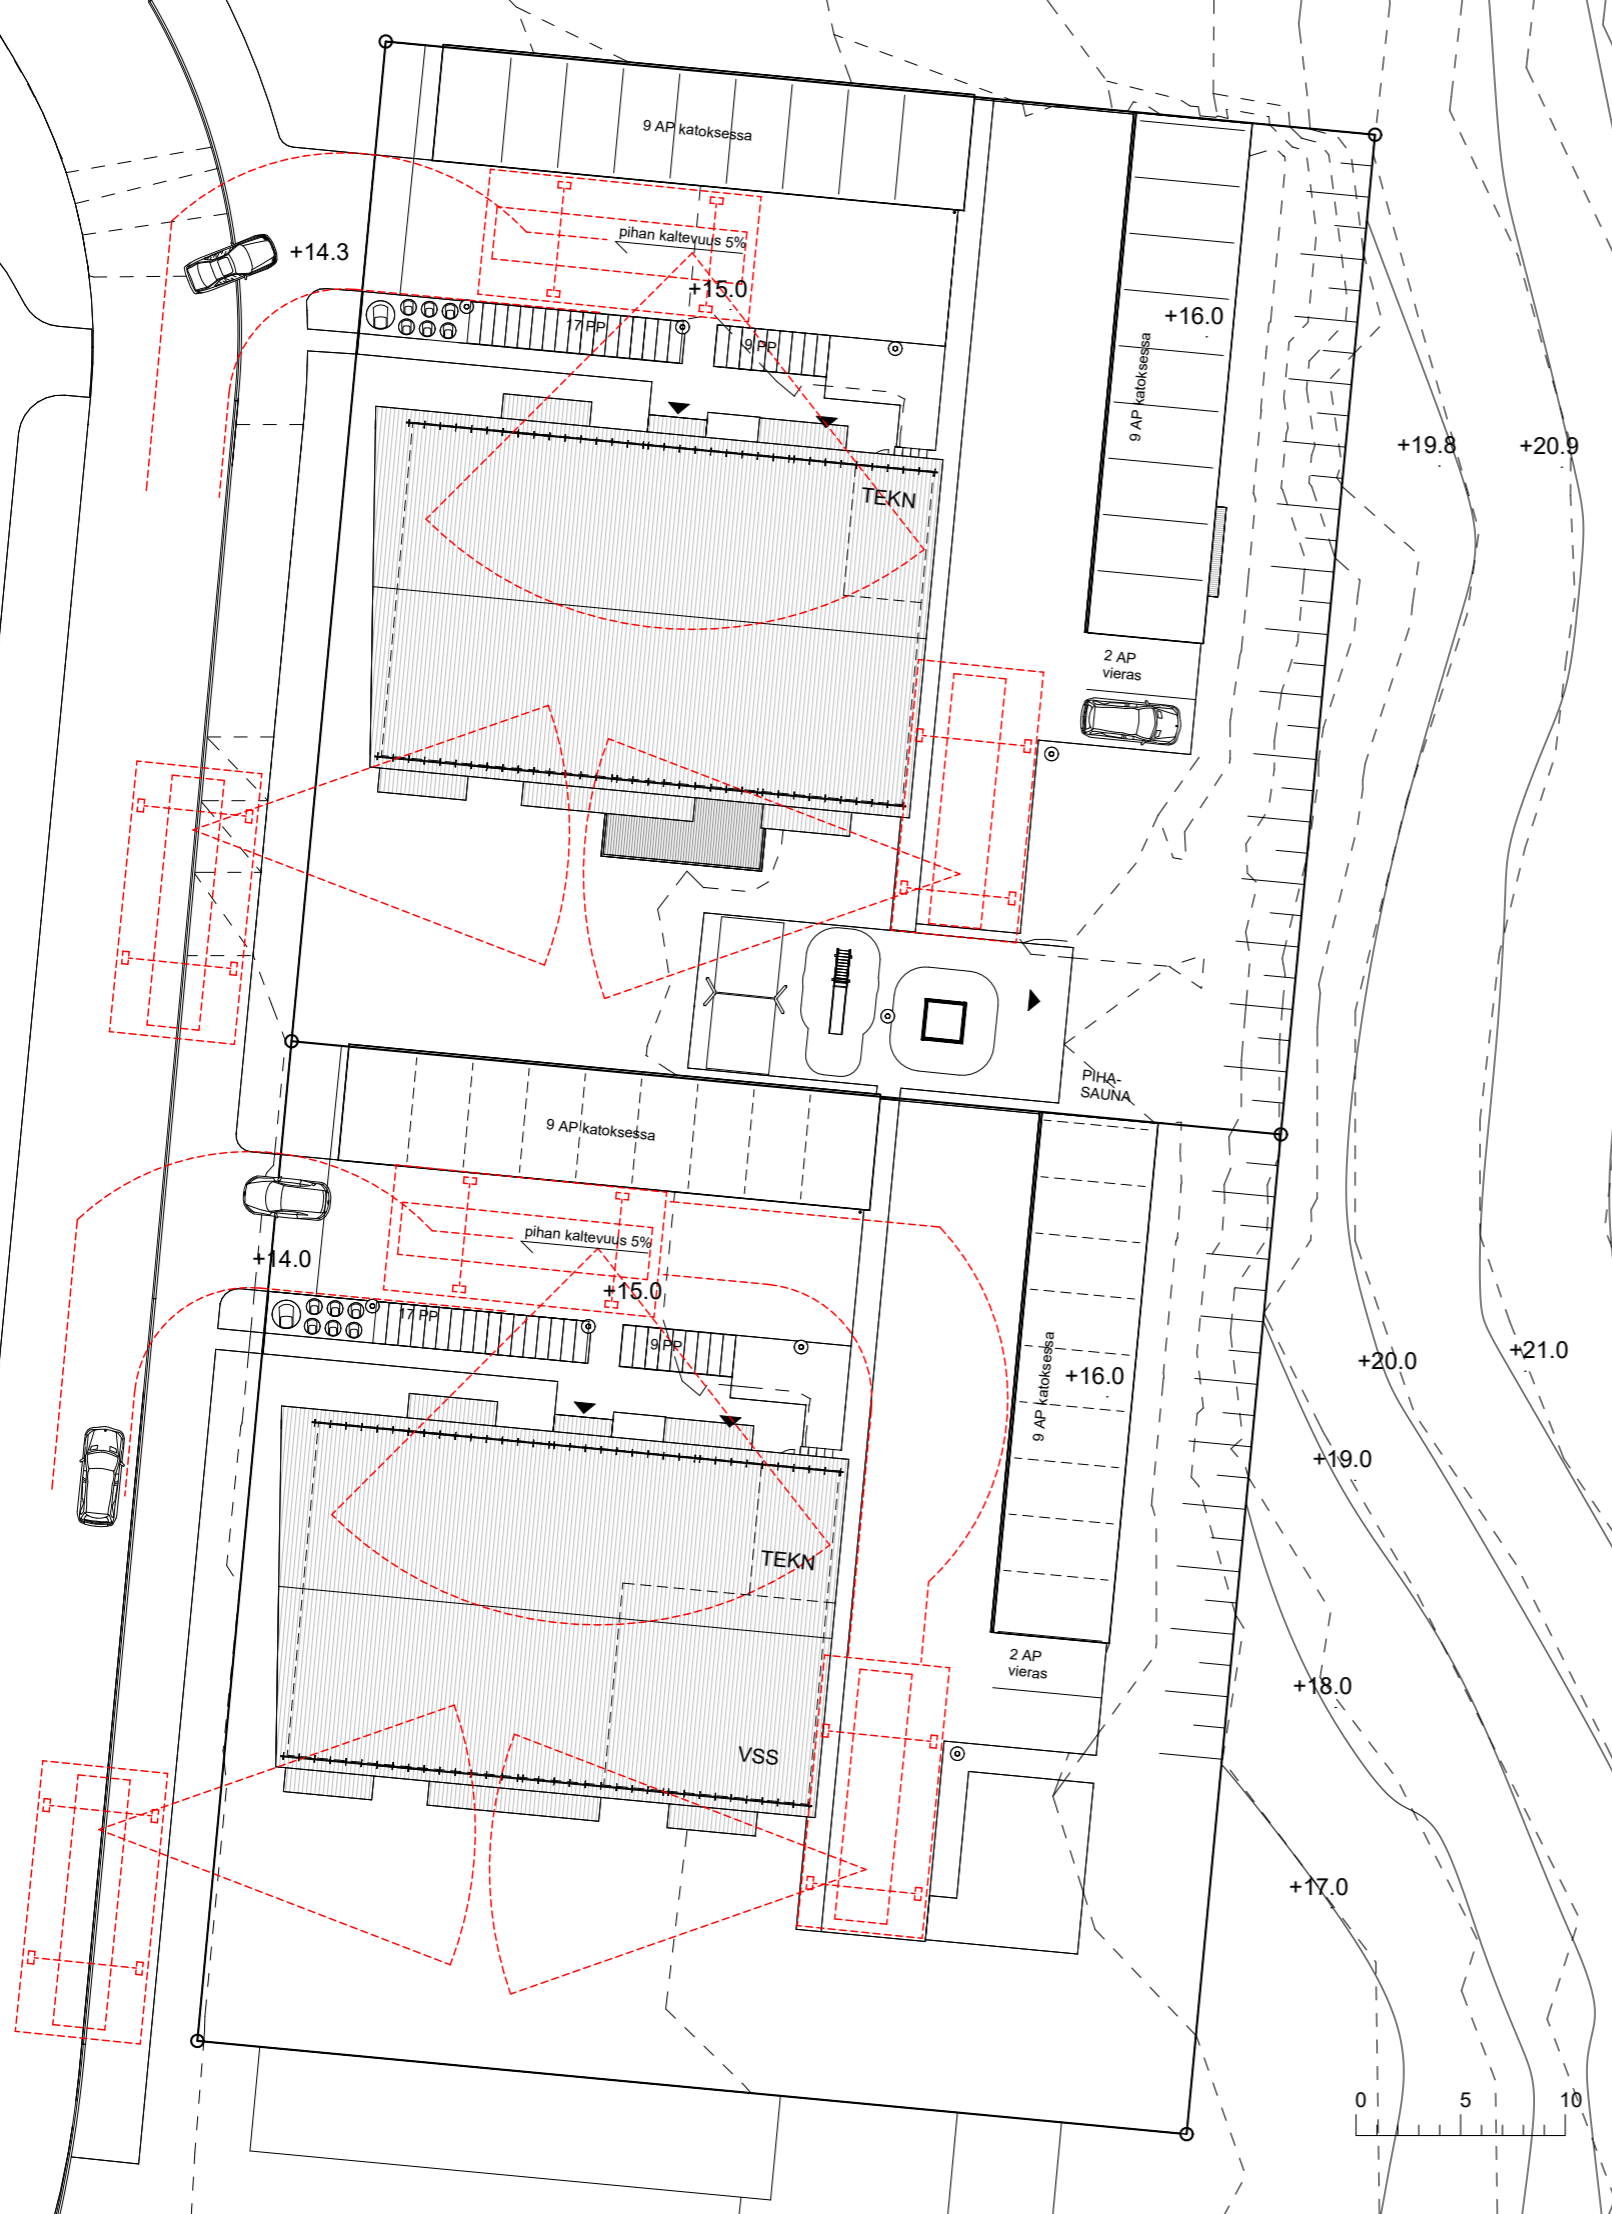 9 AP katoksessa
+14.3
pihan kaltevuus 5%
+15.0
+16.0
17 PP
9 PP
9 AP katoksessa
+19.8
+20.9
TEKN
2 AP
vieras
PIHA-
SAUNA
9 AP katoksessa
pihan kaltevuus 5%
+14.0
+15.0
17 PP
9 PP
9 AP katoksessa
+16.0
+20.0
+21.0
+19.0
TEKN
2 AP
vieras
+18.0
VSS
+17.0
0 5 10